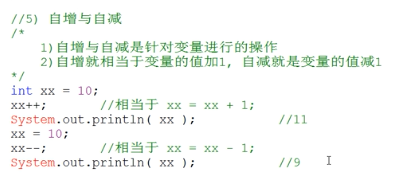 //5) 自增与自减
/*
    1)自增与自减是针对变量进行的操作
    2)自增就相当于变量的值加1, 自减就是变量的值减1
*/
int xx = 10;
xx++;       //相当于 xx = xx + 1;
System.out.println( xx );           //11
xx = 10;
xx--;       //相当于 xx = xx - 1;
System.out.println( xx );           //9